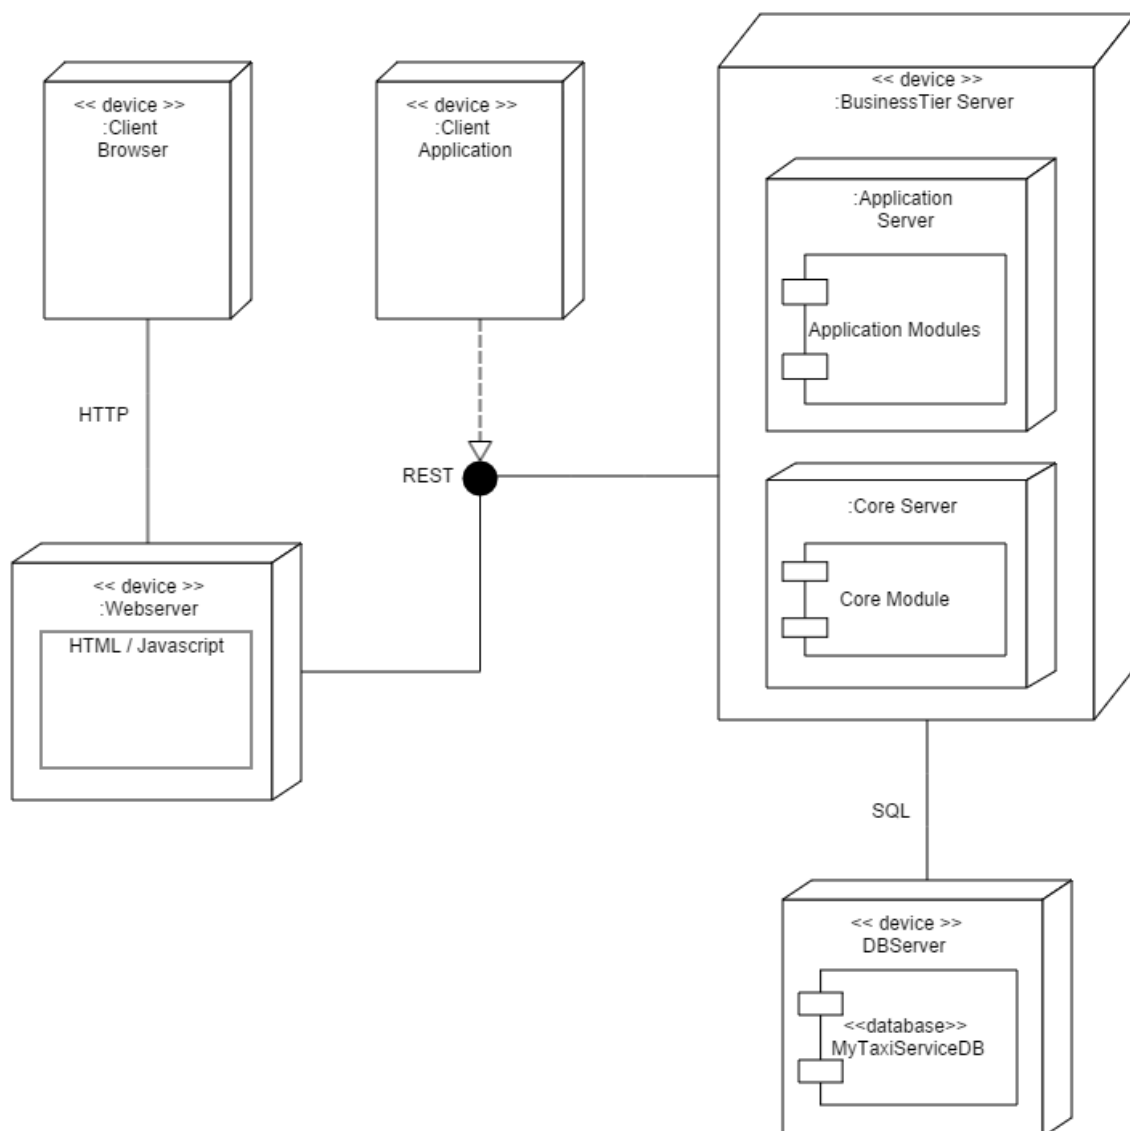 << device >>
:Client
Browser
<< device >>
:Client
Application
<< device >>
:BusinessTier Server
:Application
Server
Application Modules
HTTP
REST
:Core Server
Core Module
<< device >>
:Webserver
HTML / Javascript
SQL
<< device >>
DBServer
<<database>>
MyTaxiServiceDB